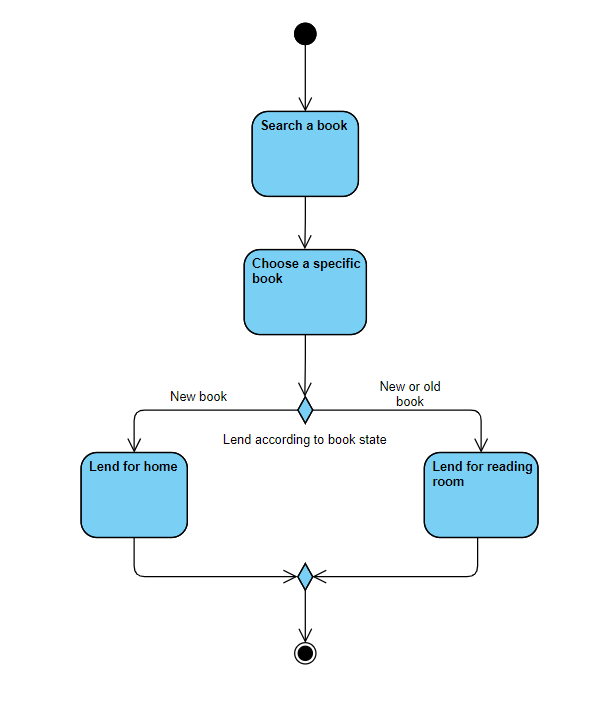 Search a book
Choose a specific
book
New book
New or old
book
Lend according to book state
Lend for home
Lend for reading
room